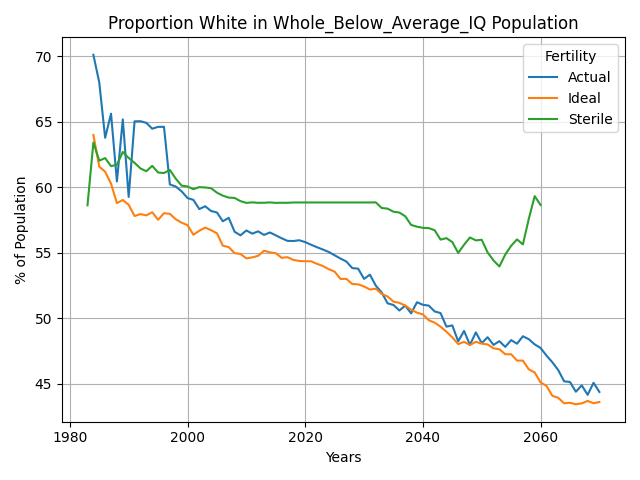 Proportion White in Whole_Below_Average_IQ Population
Fertility
Actual
Ideal
Sterile
% of Population
70
65
60
55
50
45
1980
2000
2020
2040
2060
Years